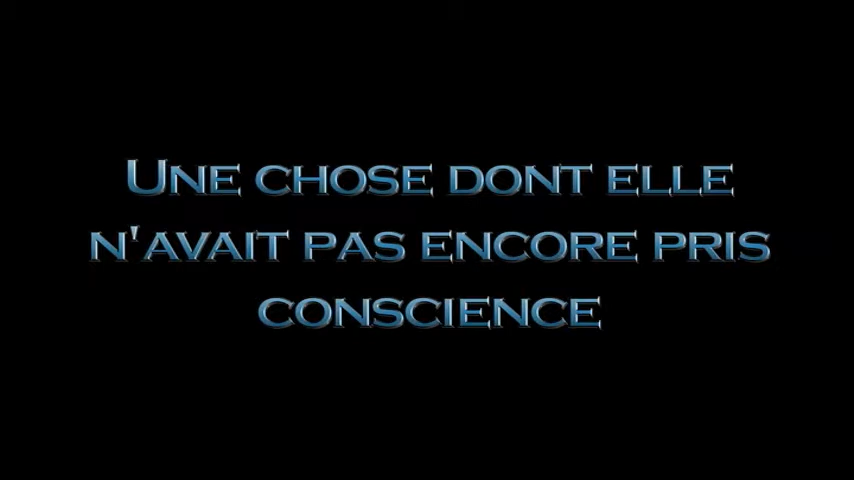 Une chose dont elle
n'avait pas encore pris
conscience